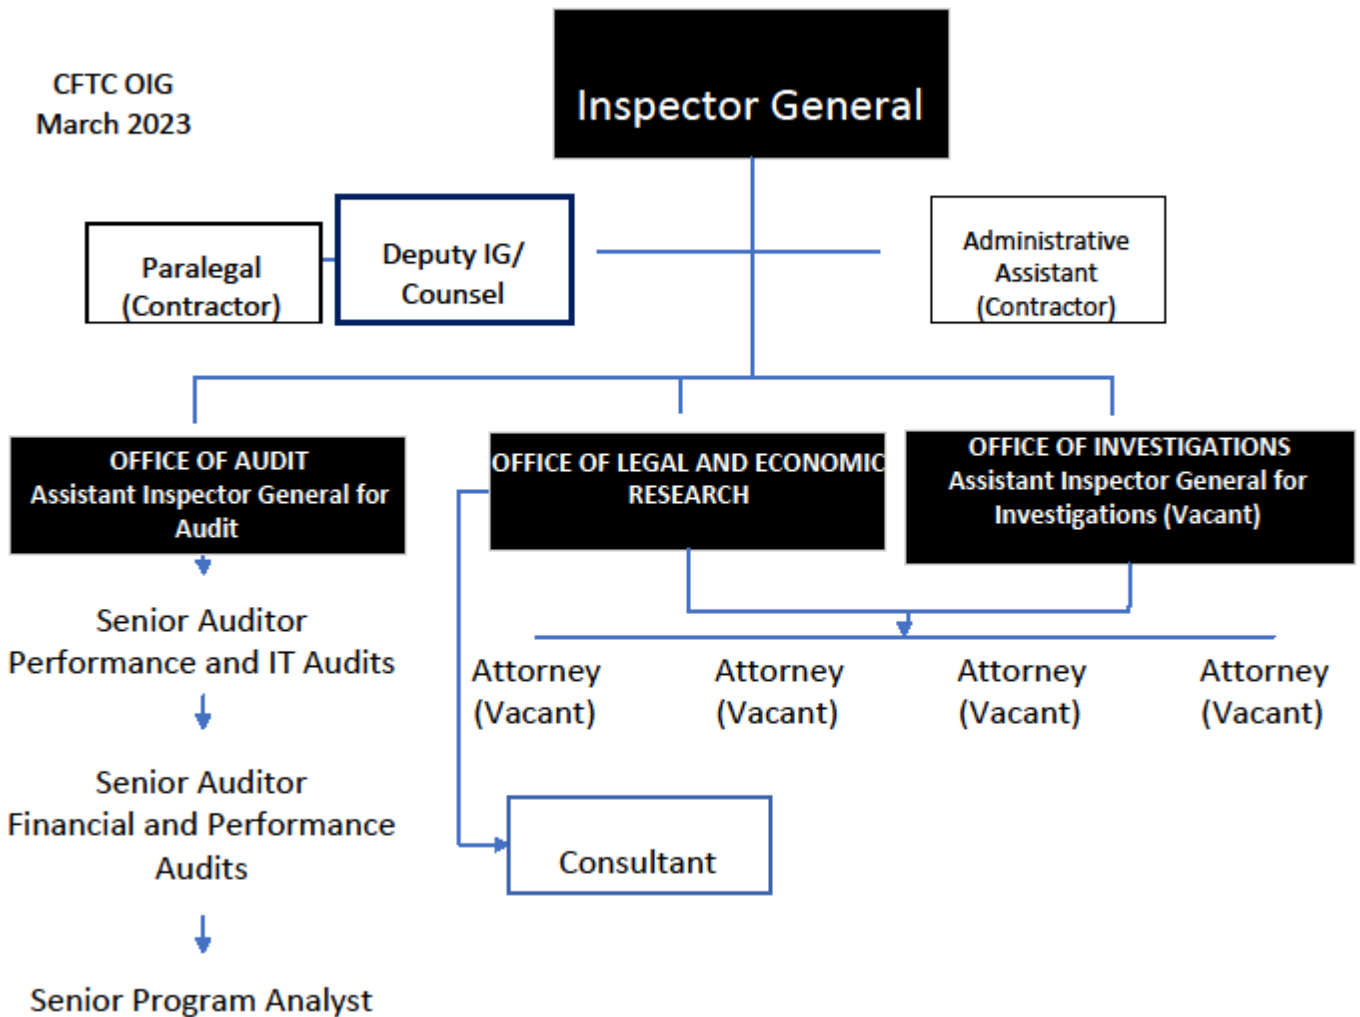 CFTC OIG
March 2023
Inspector General
Paralegal
(Contractor)
Deputy IG/
Counsel
Administrative
Assistant
(Contractor)
OFFICE OF AUDIT
Assistant Inspector General for
Audit
OFFICE OF LEGAL AND ECONOMIC
RESEARCH
OFFICE OF INVESTIGATIONS
Assistant Inspector General for
Investigations (Vacant)
Senior Auditor
Performance and IT Audits
Senior Auditor
Financial and Performance
Audits
Senior Program Analyst
Attorney
(Vacant)
Attorney
(Vacant)
Attorney
(Vacant)
Attorney
(Vacant)
Consultant